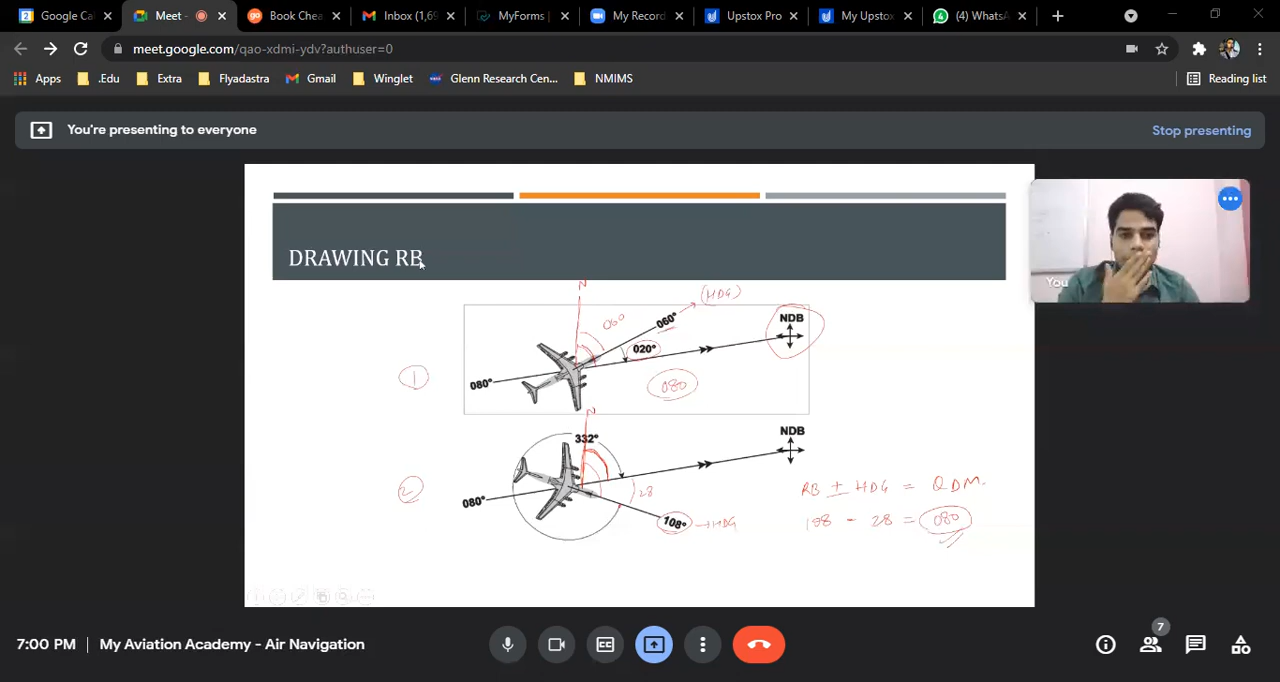 Google Ca
Meet -
Book Chea
Inbox (1,69
MyForms |
My Record
Upstox Pro
My Upstox
(4) WhatsA
meet.google.com/qao-xdmi-ydv?authuser=0
Apps
.Edu
Extra
Flyadastra
Gmail
Winglet
Glenn Research Cen...
NMIMS
Reading list
You're presenting to everyone
Stop presenting
DRAWING RB
You
N
(HDG)
060°
060°
NDB
020°
1
080°
080
N
332°
NDB
2
080°
28
RB ± HDG = QDM.
108° → HDG
108 - 28 = 080
7:00 PM | My Aviation Academy - Air Navigation
7